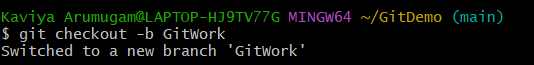 Kaviya Arumugam@LAPTOP-HJ9TV77G MINGW64 ~/GitDemo (main)
$ git checkout -b GitWork
Switched to a new branch 'GitWork'